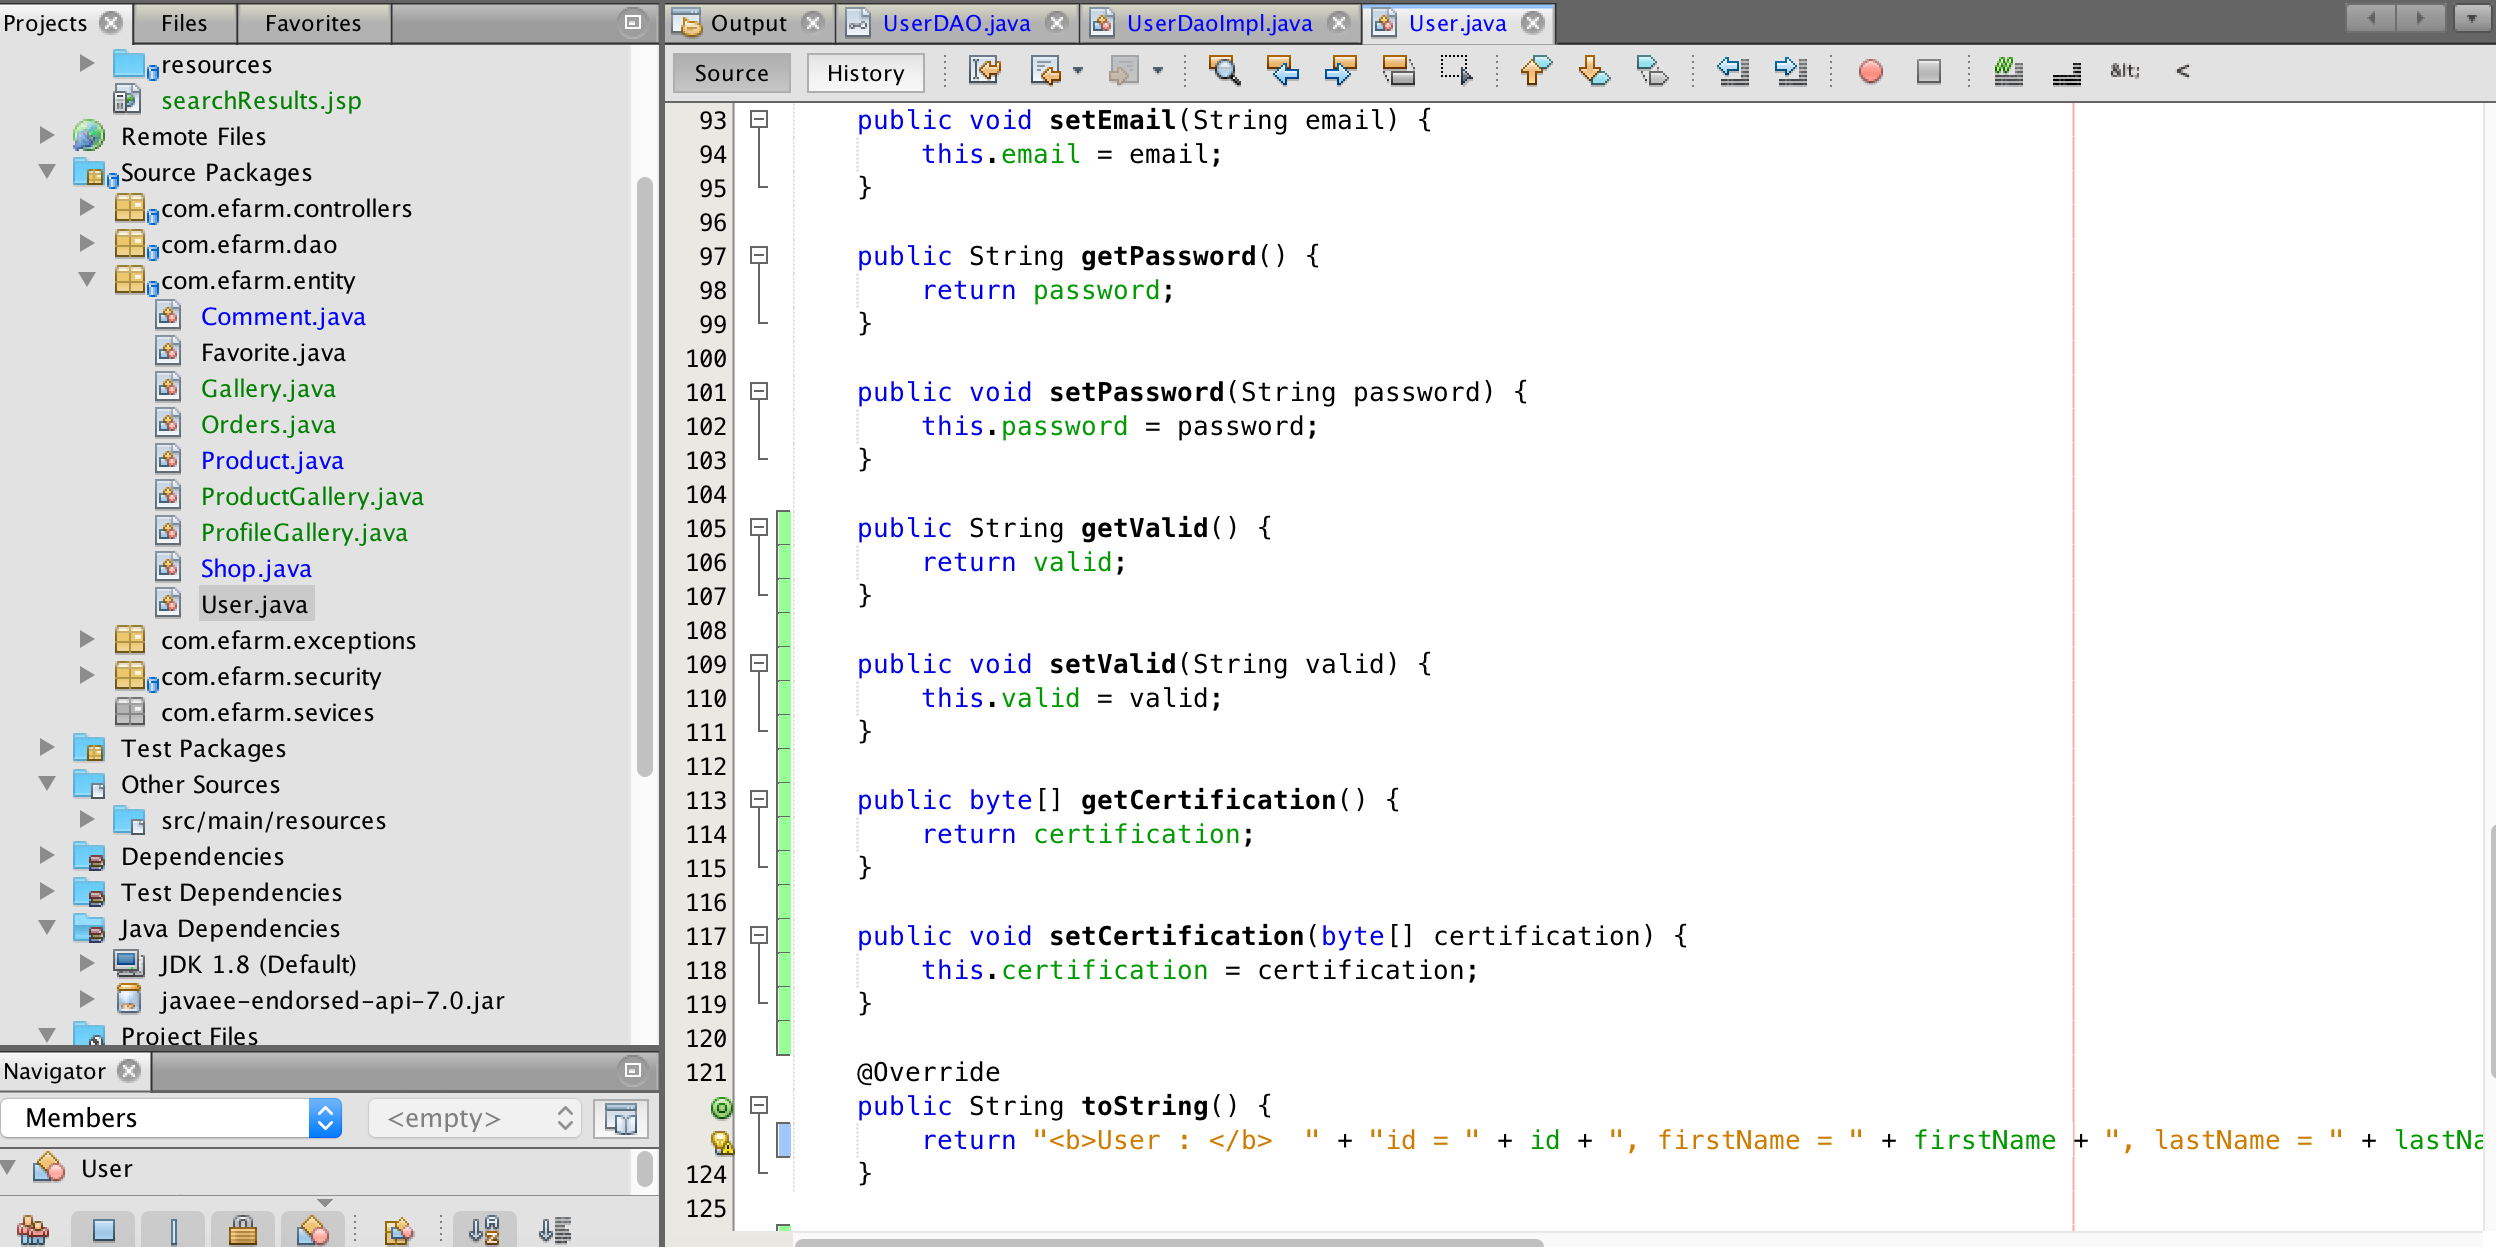 Projects Files Favorites
resources
searchResults.jsp
Remote Files
Source Packages
com.efarm.controllers
com.efarm.dao
com.efarm.entity
Comment.java
Favorite.java
Gallery.java
Orders.java
Product.java
ProductGallery.java
ProfileGallery.java
Shop.java
User.java
com.efarm.exceptions
com.efarm.security
com.efarm.sevices
Test Packages
Other Sources
src/main/resources
Dependencies
Test Dependencies
Java Dependencies
JDK 1.8 (Default)
javaee-endorsed-api-7.0.jar
Project Files
Navigator
Members <empty>
User
Output UserDAO.java UserDaoImpl.java User.java
Source History &lt; <
93 public void setEmail(String email) {
94 this.email = email;
95 }
96
97 public String getPassword() {
98 return password;
99 }
100
101 public void setPassword(String password) {
102 this.password = password;
103 }
104
105 public String getValid() {
106 return valid;
107 }
108
109 public void setValid(String valid) {
110 this.valid = valid;
111 }
112
113 public byte[] getCertification() {
114 return certification;
115 }
116
117 public void setCertification(byte[] certification) {
118 this.certification = certification;
119 }
120
121 @Override
public String toString() {
return "<b>User : </b>  " + "id = " + id + ", firstName = " + firstName + ", lastName = " + lastNa
124 }
125